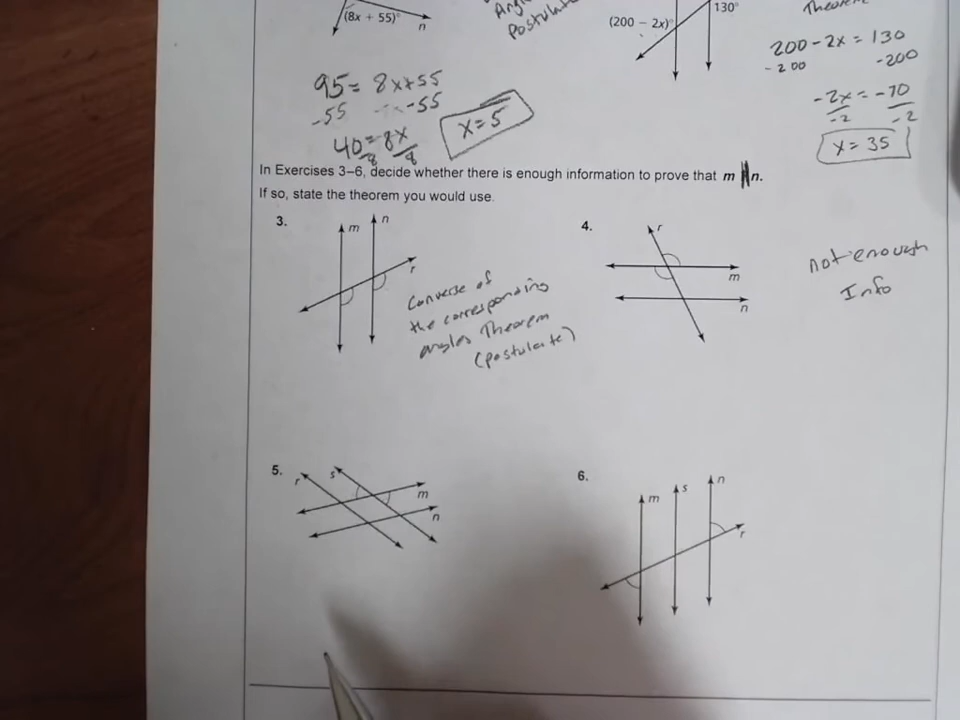 (8x + 55)°
n
Postulate
(200 – 2x)°
130°
Theorem
95 = 8x+55
-55 -55
40=8x
8 8
x=5
200-2x = 130
-200 -200
-2x = -70
-2 -2
x = 35
In Exercises 3–6, decide whether there is enough information to prove that m ∥ n.
If so, state the theorem you would use.
3.
m
n
r
Converse of
the corresponding
angles Theorem
(postulate)
4.
r
m
n
not enough
Info
5.
r
s
m
n
6.
m
s
n
r